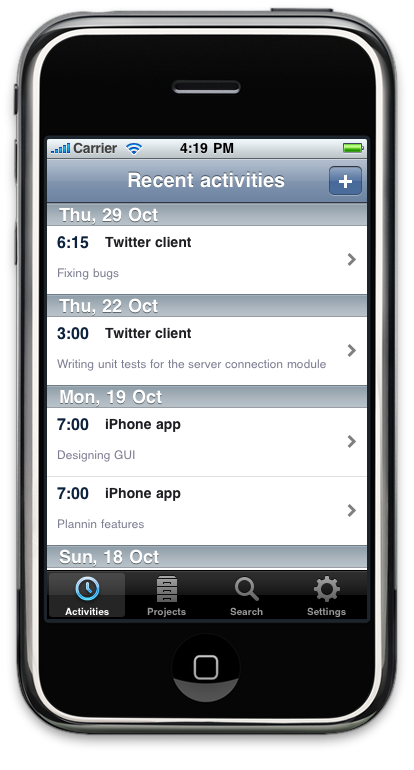 Carrier 4:19 PM
Recent activities
Thu, 29 Oct
6:15 Twitter client
Fixing bugs
Thu, 22 Oct
3:00 Twitter client
Writing unit tests for the server connection module
Mon, 19 Oct
7:00 iPhone app
Designing GUI
7:00 iPhone app
Plannin features
Sun, 18 Oct
Activities Projects Search Settings